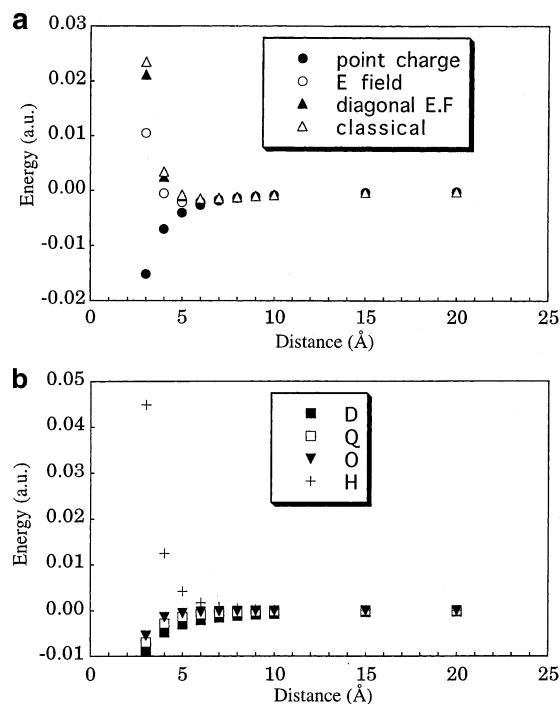 a
0.03
0.02
0.01
0.00
-0.01
-0.02
Energy (a.u.)
point charge
E field
diagonal E.F
classical
0 5 10 15 20 25
Distance (Å)
b
0.05
0.04
0.03
0.02
0.01
0.00
-0.01
Energy (a.u.)
D
Q
O
H
0 5 10 15 20 25
Distance (Å)